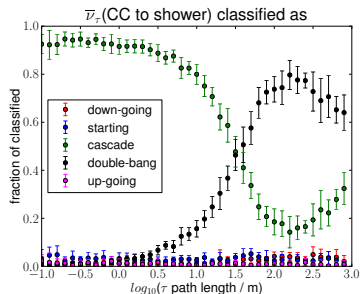 ν̅τ(CC to shower) classified as
fraction of classified
1.0
0.8
0.6
0.4
0.2
0.0
down-going
starting
cascade
double-bang
up-going
−1.0 −0.5 0.0 0.5 1.0 1.5 2.0 2.5 3.0
log10(τ path length / m)